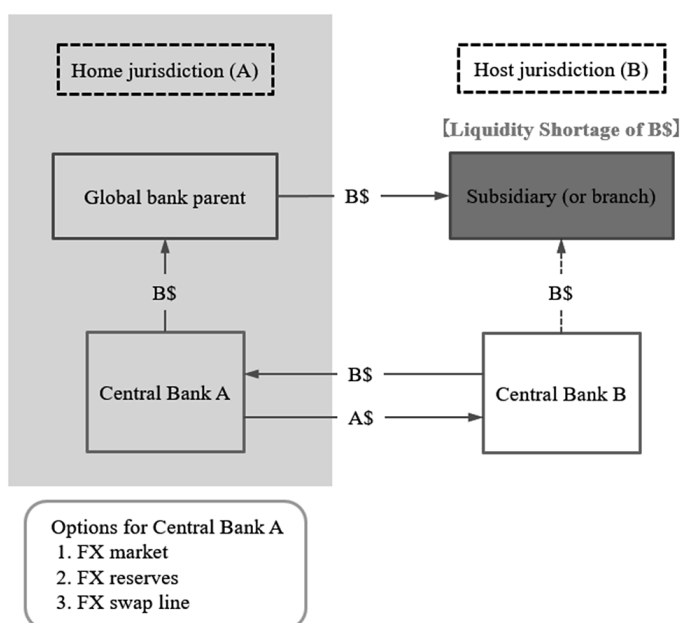 Home jurisdiction (A)
Host jurisdiction (B)
【Liquidity Shortage of B$】
Global bank parent
B$
Subsidiary (or branch)
B$
B$
Central Bank A
B$
A$
Central Bank B
Options for Central Bank A
1. FX market
2. FX reserves
3. FX swap line